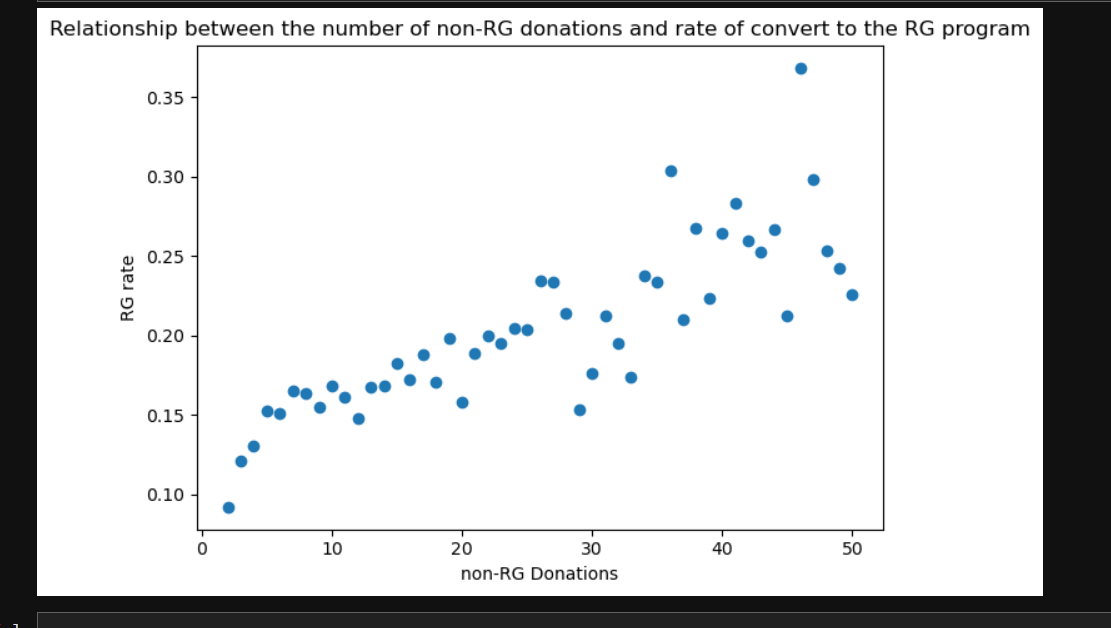 Relationship between the number of non-RG donations and rate of convert to the RG program
0.35
0.30
0.25
0.20
0.15
0.10
RG rate
0 10 20 30 40 50
non-RG Donations